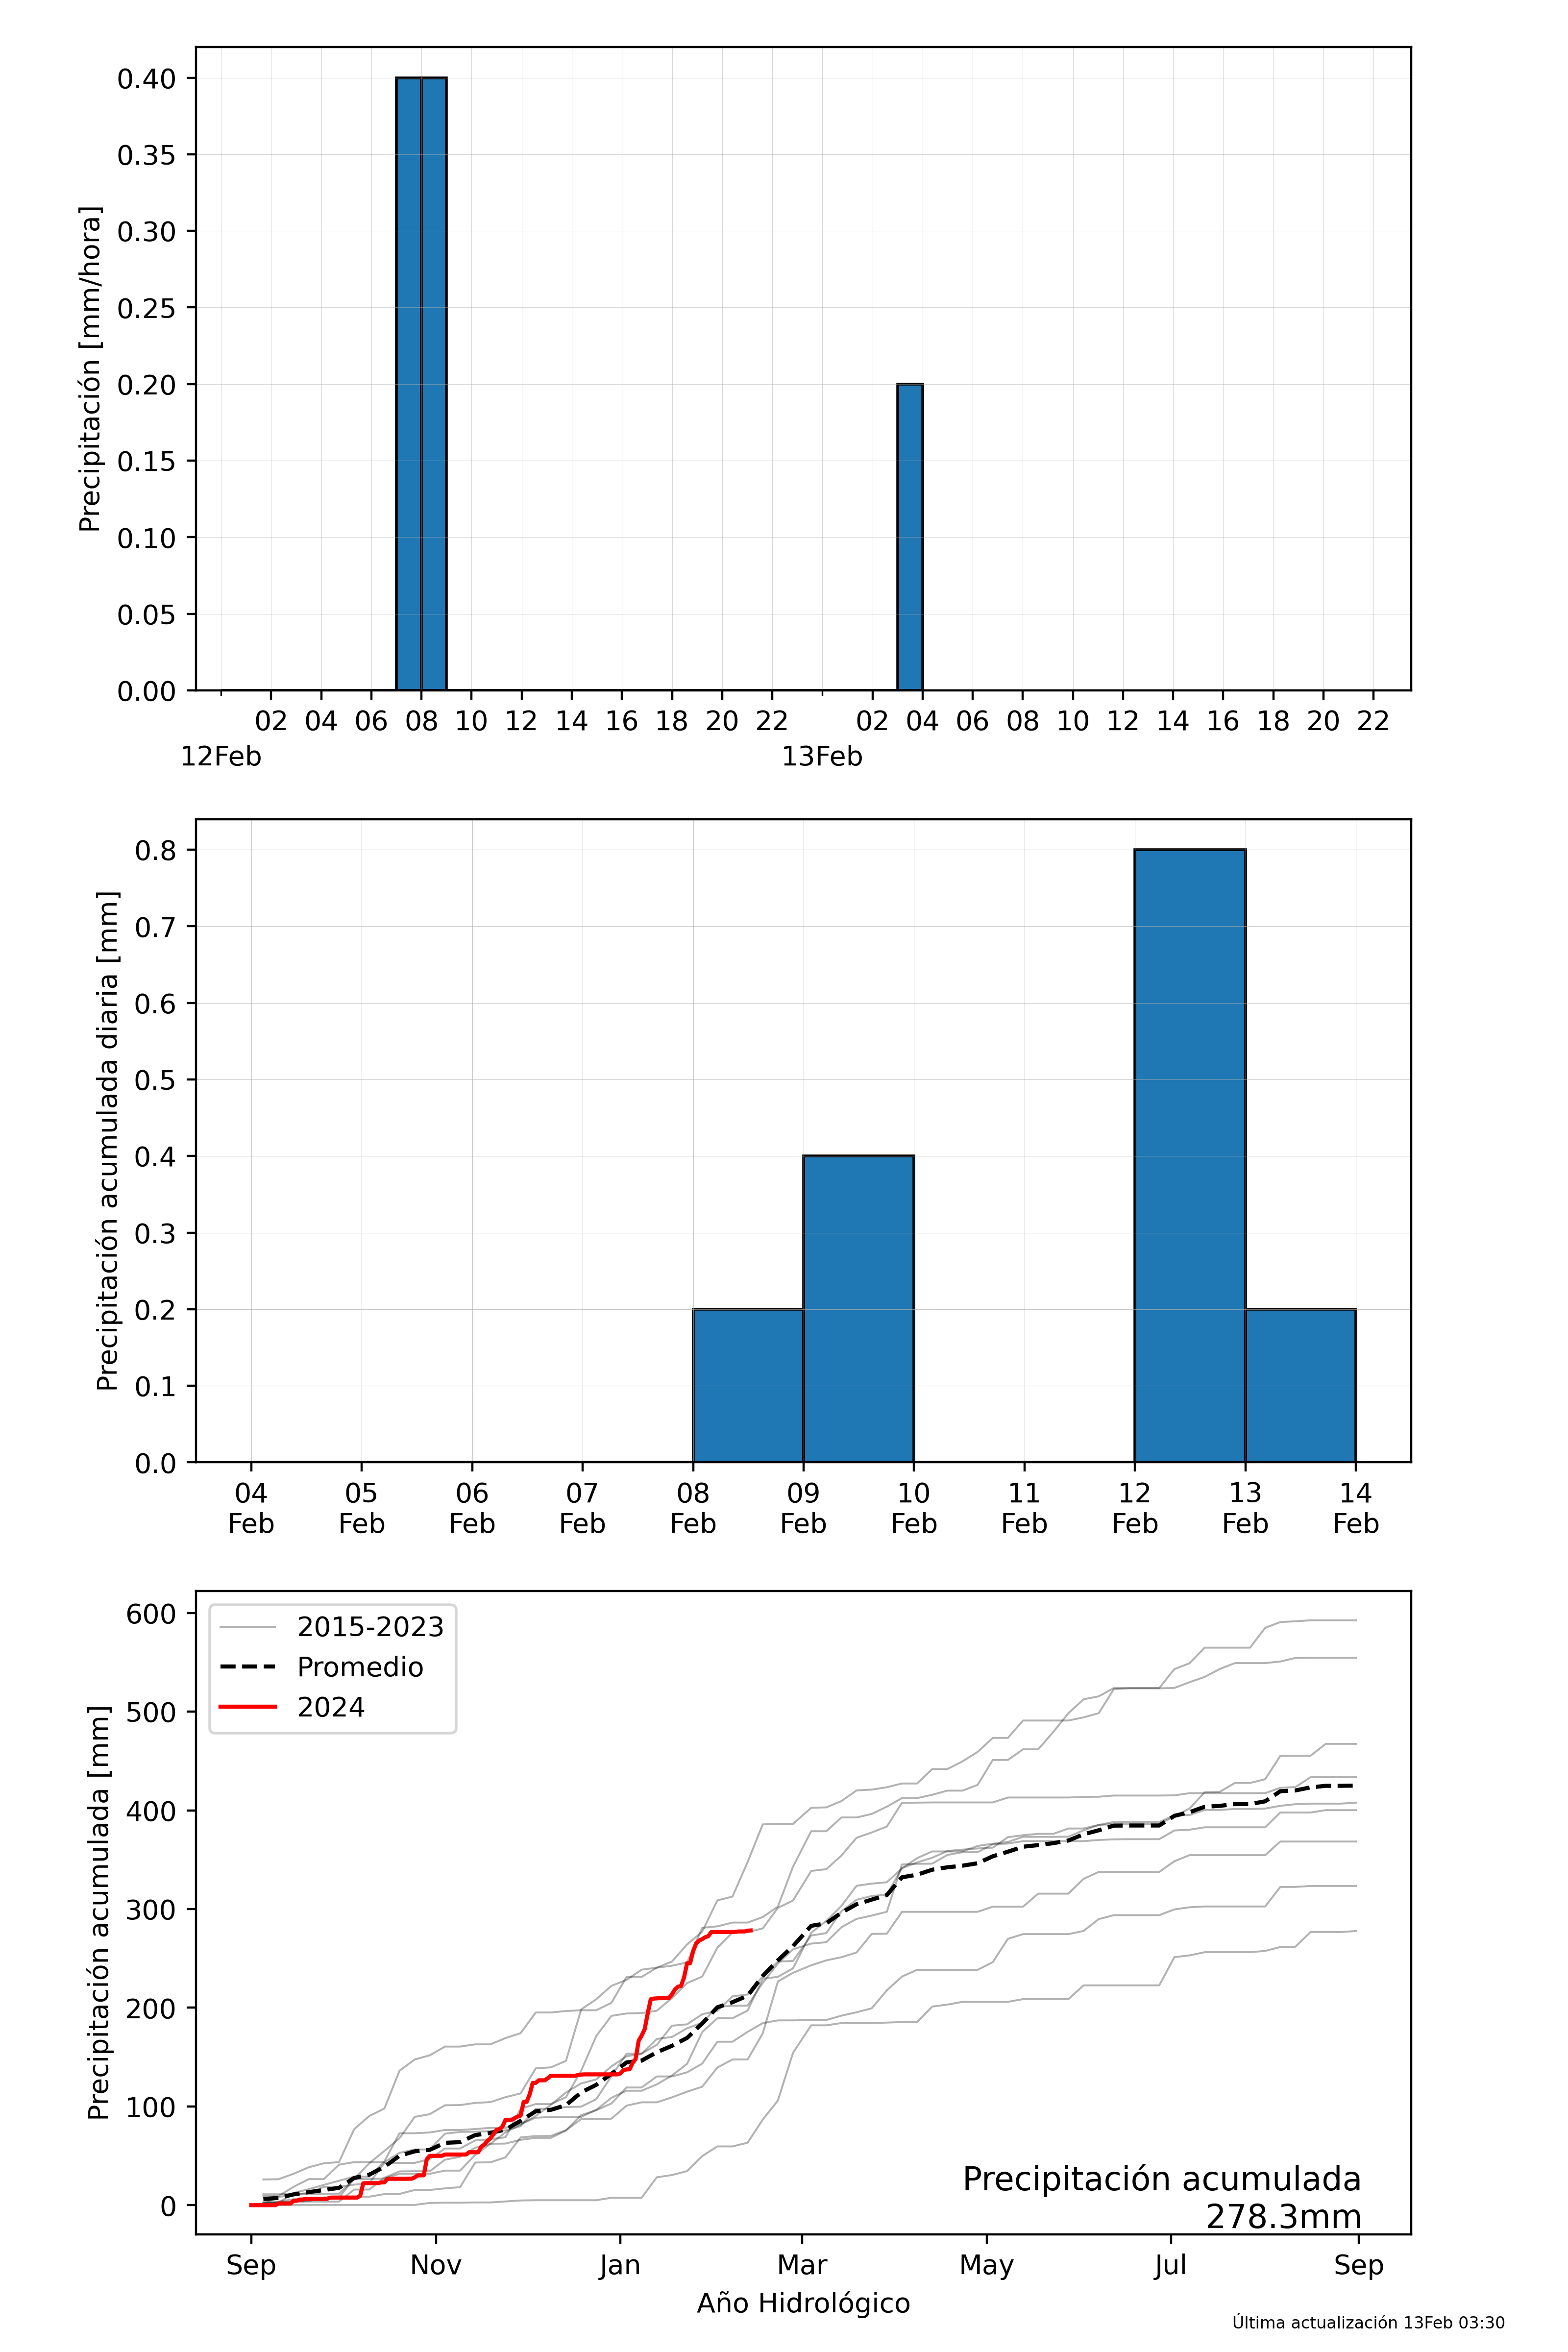 0.40
0.35
0.30
0.25
0.20
0.15
0.10
0.05
0.00
Precipitación [mm/hora]
02 04 06 08 10 12 14 16 18 20 22 02 04 06 08 10 12 14 16 18 20 22
12Feb 13Feb
0.8
0.7
0.6
0.5
0.4
0.3
0.2
0.1
0.0
Precipitación acumulada diaria [mm]
04 05 06 07 08 09 10 11 12 13 14
Feb Feb Feb Feb Feb Feb Feb Feb Feb Feb Feb
600
500
400
300
200
100
0
Precipitación acumulada [mm]
2015-2023
Promedio
2024
Precipitación acumulada
278.3mm
Sep Nov Jan Mar May Jul Sep
Año Hidrológico
Última actualización 13Feb 03:30